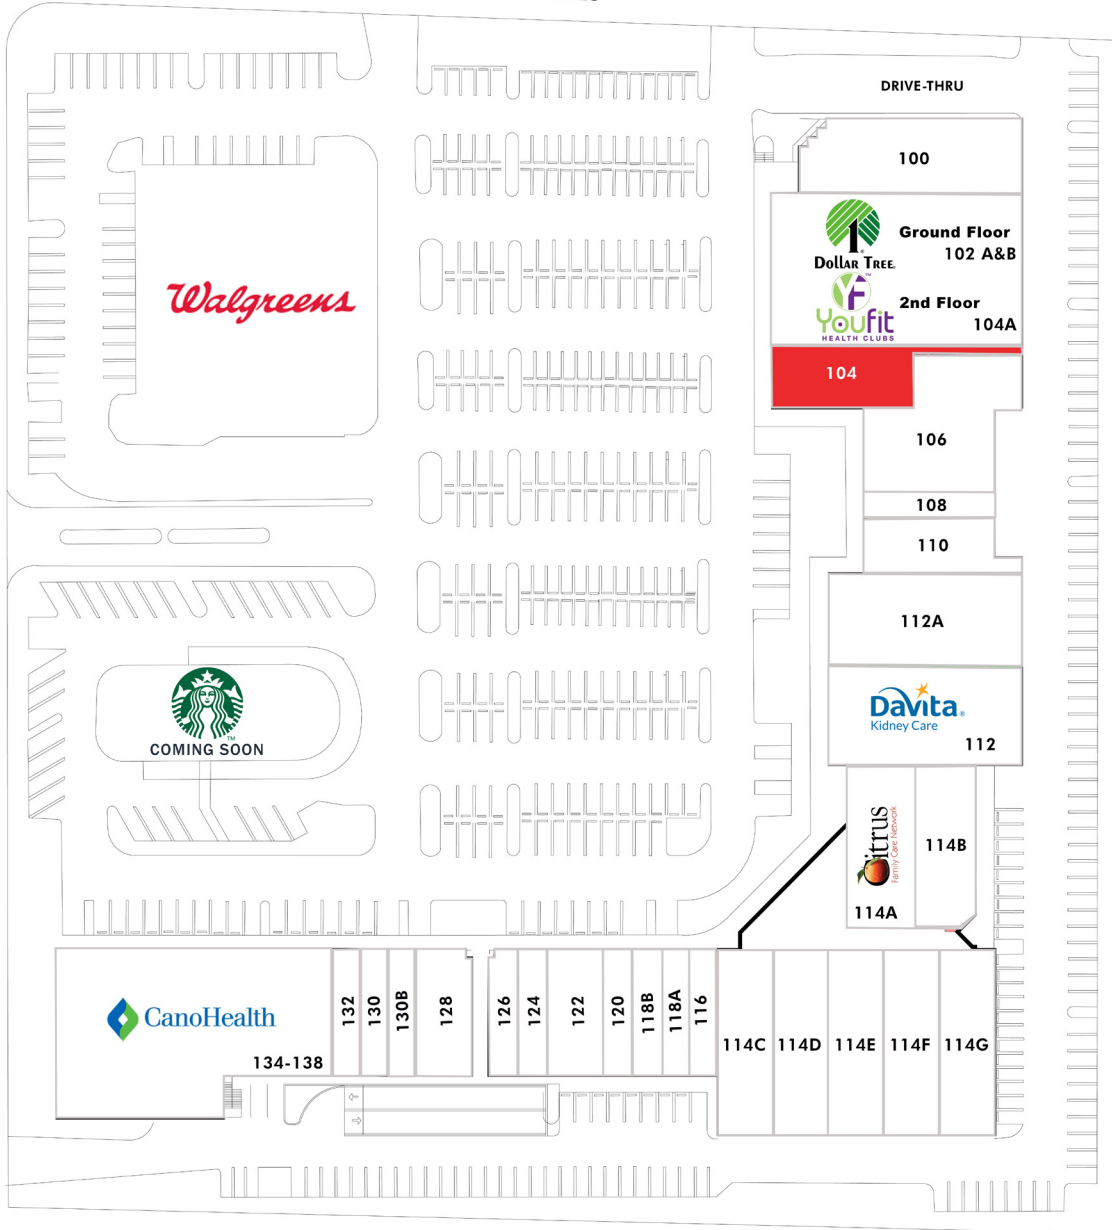 DRIVE-THRU
100
DOLLAR TREE.
Ground Floor
102 A&B
YF
Youfit
HEALTH CLUBS
2nd Floor
104A
Walgreens
104
106
108
110
112A
DaVita
Kidney Care
112
TM
COMING SOON
Citrus
Family Care Network
114A
114B
CanoHealth
134-138
132
130
130B
128
126
124
122
120
118B
118A
116
114C
114D
114E
114F
114G